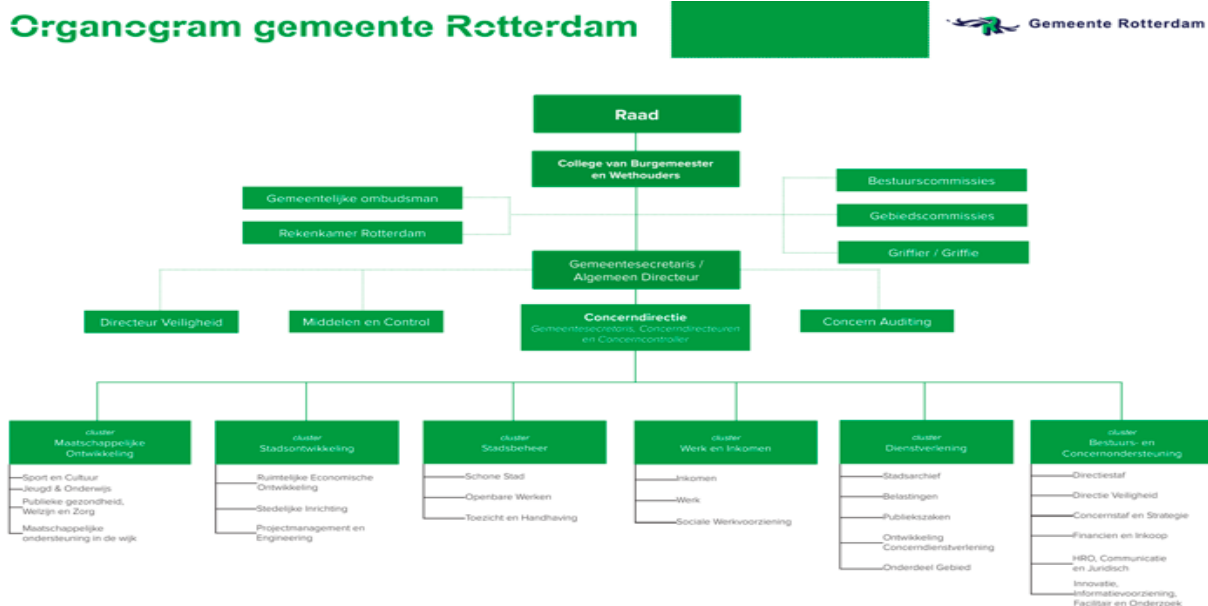 Organogram gemeente Rotterdam
Gemeente Rotterdam
Raad
College van Burgemeester
en Wethouders
Gemeentelijke ombudsman
Rekenkamer Rotterdam
Bestuurscommissies
Gebiedscommissies
Griffier / Griffie
Gemeentesecretaris /
Algemeen Directeur
Directeur Veiligheid
Middelen en Control
Concerndirectie
Gemeentesecretaris, Concerndirecteuren
en Concerncontroller
Concern Auditing
cluster
Maatschappelijke
Ontwikkeling
Sport en Cultuur
Jeugd & Onderwijs
Publieke gezondheid,
Welzijn en Zorg
Maatschappelijke
ondersteuning in de wijk
cluster
Stadsontwikkeling
Ruimtelijke Economische
Ontwikkeling
Stedelijke Inrichting
Projectmanagement en
Engineering
cluster
Stadsbeheer
Schone Stad
Openbare Werken
Toezicht en Handhaving
cluster
Werk en Inkomen
Inkomen
Werk
Sociale Werkvoorziening
cluster
Dienstverlening
Stadsarchief
Belastingen
Publiekszaken
Ontwikkeling
Concerndienstverlening
Onderdeel Gebied
cluster
Bestuurs- en
Concernondersteuning
Directiestaf
Directie Veiligheid
Concernstaf en Strategie
Financien en Inkoop
HRO, Communicatie
en Juridisch
Innovatie,
Informatievoorziening,
Facilitair en Onderzoek